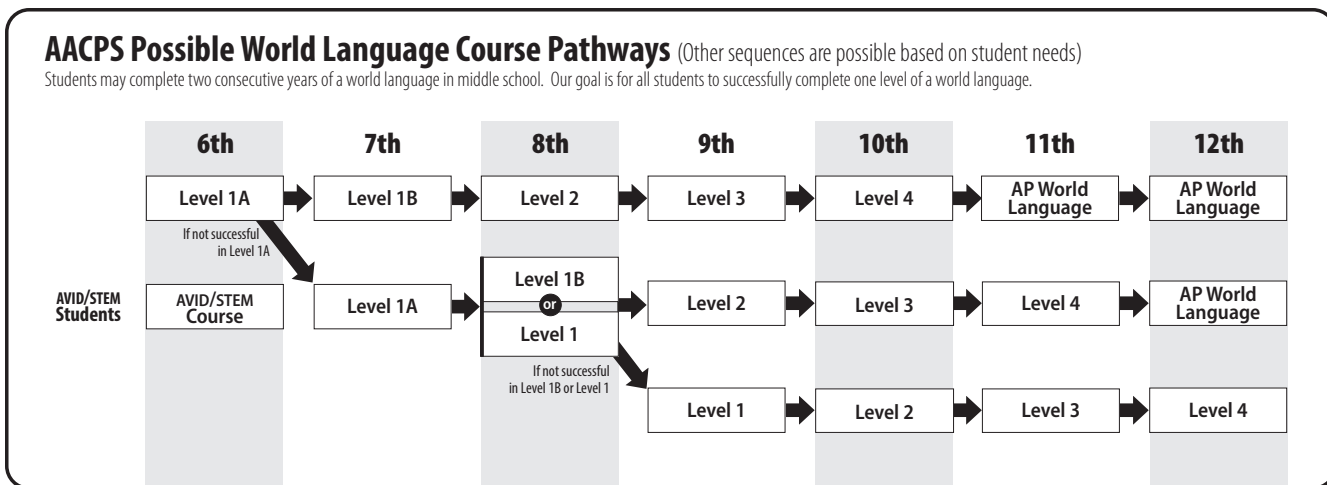 AACPS Possible World Language Course Pathways (Other sequences are possible based on student needs)
Students may complete two consecutive years of a world language in middle school. Our goal is for all students to successfully complete one level of a world language.
6th 7th 8th 9th 10th 11th 12th
Level 1A Level 1B Level 2 Level 3 Level 4 AP World Language AP World Language
If not successful
in Level 1A
AVID/STEM
Students
AVID/STEM
Course
Level 1A
Level 1B
or
Level 1
Level 2
Level 3
Level 4
AP World
Language
If not successful
in Level 1B or Level 1
Level 1 Level 2 Level 3 Level 4